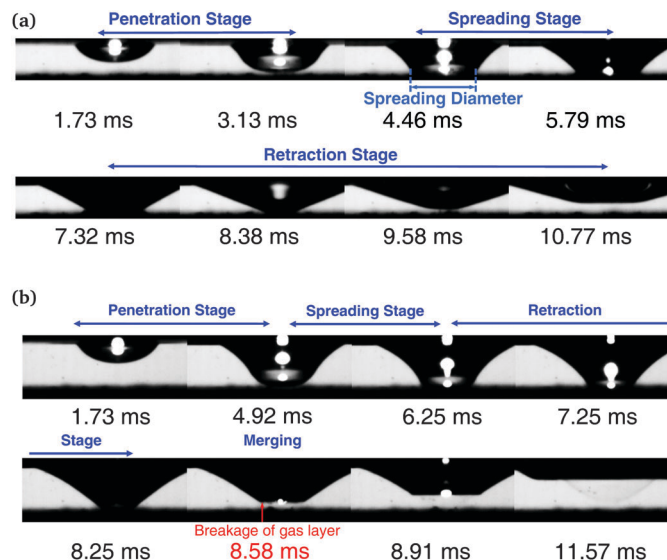 (a)
Penetration Stage
Spreading Stage
Spreading Diameter
1.73 ms
3.13 ms
4.46 ms
5.79 ms
Retraction Stage
7.32 ms
8.38 ms
9.58 ms
10.77 ms
(b)
Penetration Stage
Spreading Stage
Retraction
1.73 ms
4.92 ms
6.25 ms
7.25 ms
Stage
Merging
Breakage of gas layer
8.25 ms
8.58 ms
8.91 ms
11.57 ms